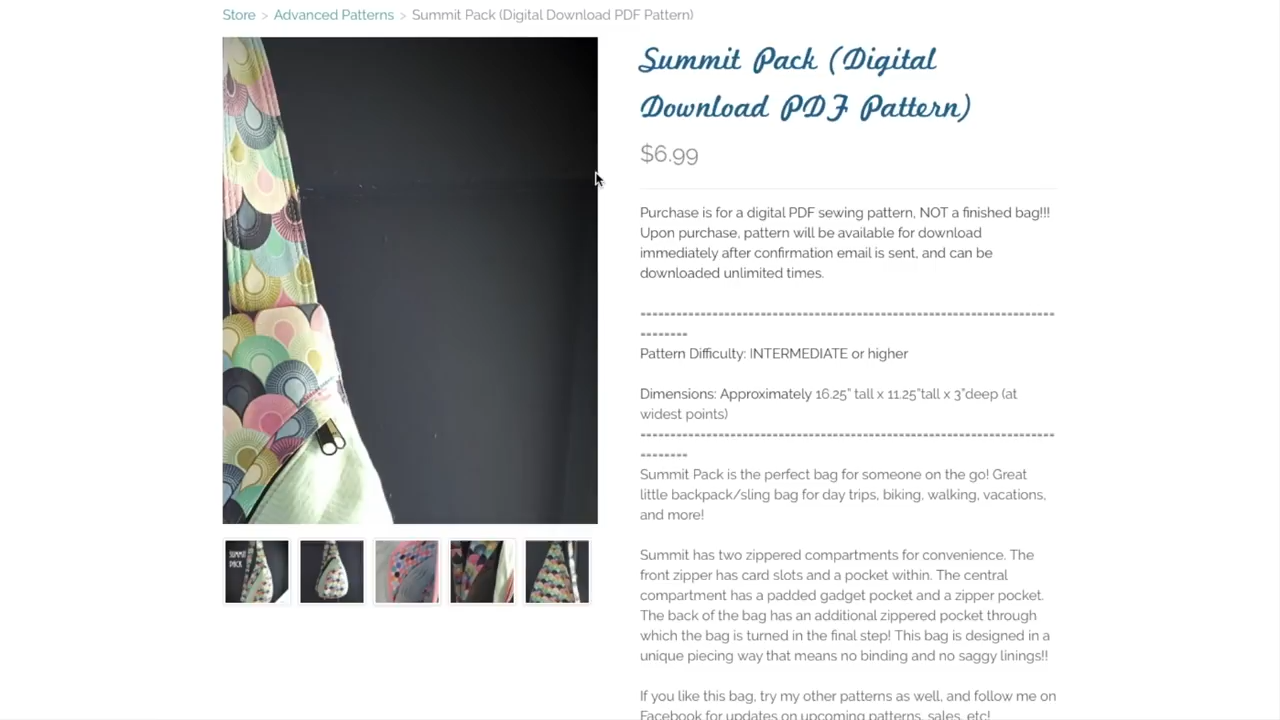 Store > Advanced Patterns > Summit Pack (Digital Download PDF Pattern)
Summit Pack (Digital
Download PDF Pattern)
$6.99
Purchase is for a digital PDF sewing pattern, NOT a finished bag!!!
Upon purchase, pattern will be available for download
immediately after confirmation email is sent, and can be
downloaded unlimited times.
=====================================================================
========
Pattern Difficulty: INTERMEDIATE or higher
Dimensions: Approximately 16.25” tall x 11.25”tall x 3”deep (at
widest points)
=====================================================================
========
Summit Pack is the perfect bag for someone on the go! Great
little backpack/sling bag for day trips, biking, walking, vacations,
and more!
Summit has two zippered compartments for convenience. The
front zipper has card slots and a pocket within. The central
compartment has a padded gadget pocket and a zipper pocket.
The back of the bag has an additional zippered pocket through
which the bag is turned in the final step! This bag is designed in a
unique piecing way that means no binding and no saggy linings!!
If you like this bag, try my other patterns as well, and follow me on
Facebook for updates on upcoming patterns, sales, etc!
SUMMIT
PACK